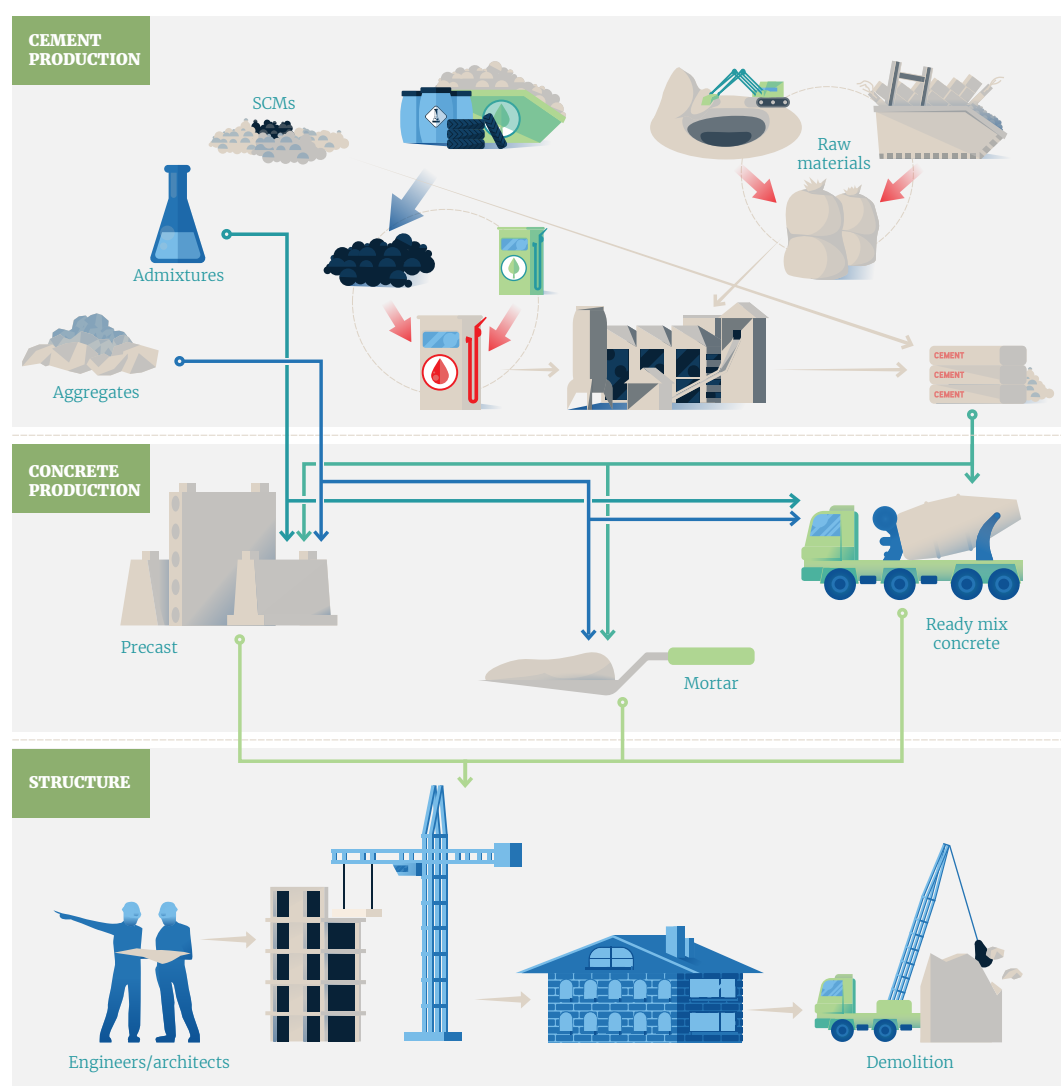 CEMENT
PRODUCTION
SCMs
Raw
materials
Admixtures
CEMENT
CEMENT
CEMENT
Aggregates
CONCRETE
PRODUCTION
Ready mix
concrete
Precast
Mortar
STRUCTURE
Engineers/architects
Demolition